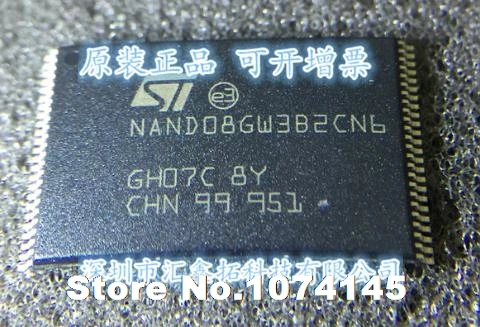 原装正品 可开增票
ST e3
NAND08GW3B2CN6
GH07C 8Y
CHN 99 951
深圳市汇鑫拓科技有限公司
Store No. 1074145